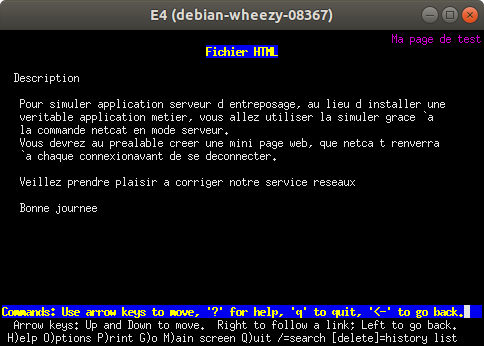 E4 (debian-wheezy-08367)
Ma page de test
Fichier HTML
Description
Pour simuler application serveur d entreposage, au lieu d installer une
veritable application metier, vous allez utiliser la simuler grace `a
la commande netcat en mode serveur.
Vous devrez au prealable creer une mini page web, que netca t renverra
`a chaque connexionavant de se deconnecter.
Veillez prendre plaisir a corriger notre service reseaux
Bonne journee
Commands: Use arrow keys to move, '?' for help, 'q' to quit, '<-' to go back.
Arrow keys: Up and Down to move.  Right to follow a link; Left to go back.
H)elp O)ptions P)rint G)o M)ain screen Q)uit /=search [delete]=history list